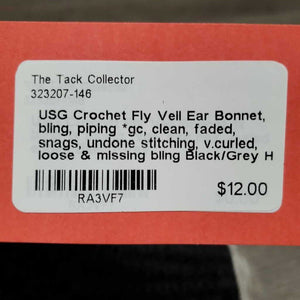 The Tack Collector
323207-146
USG Crochet Fly Veil Ear Bonnet,
bling, piping *gc, clean, faded,
snags, undone stitching, v.curled,
loose & missing bling Black/Grey H
$12.00
RA3VF7